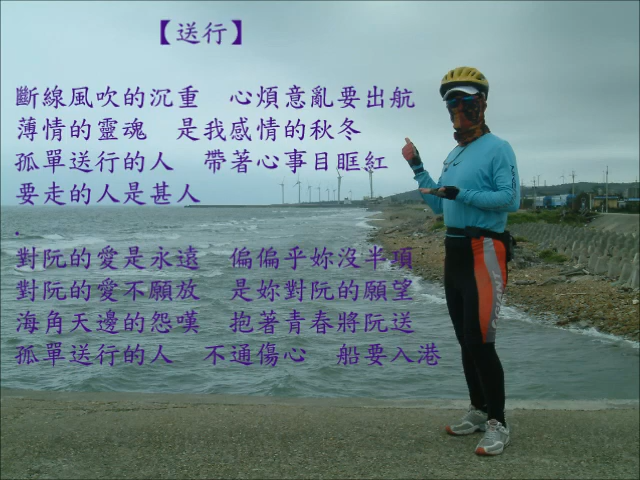 【送行】
斷線風吹的沉重　心煩意亂要出航
薄情的靈魂　是我感情的秋冬
孤單送行的人　帶著心事目眶紅
要走的人是甚人
.
對阮的愛是永遠　偏偏乎妳沒半項
對阮的愛不願放　是妳對阮的願望
海角天邊的怨嘆　抱著青春將阮送
孤單送行的人　不通傷心　船要入港
GIANT